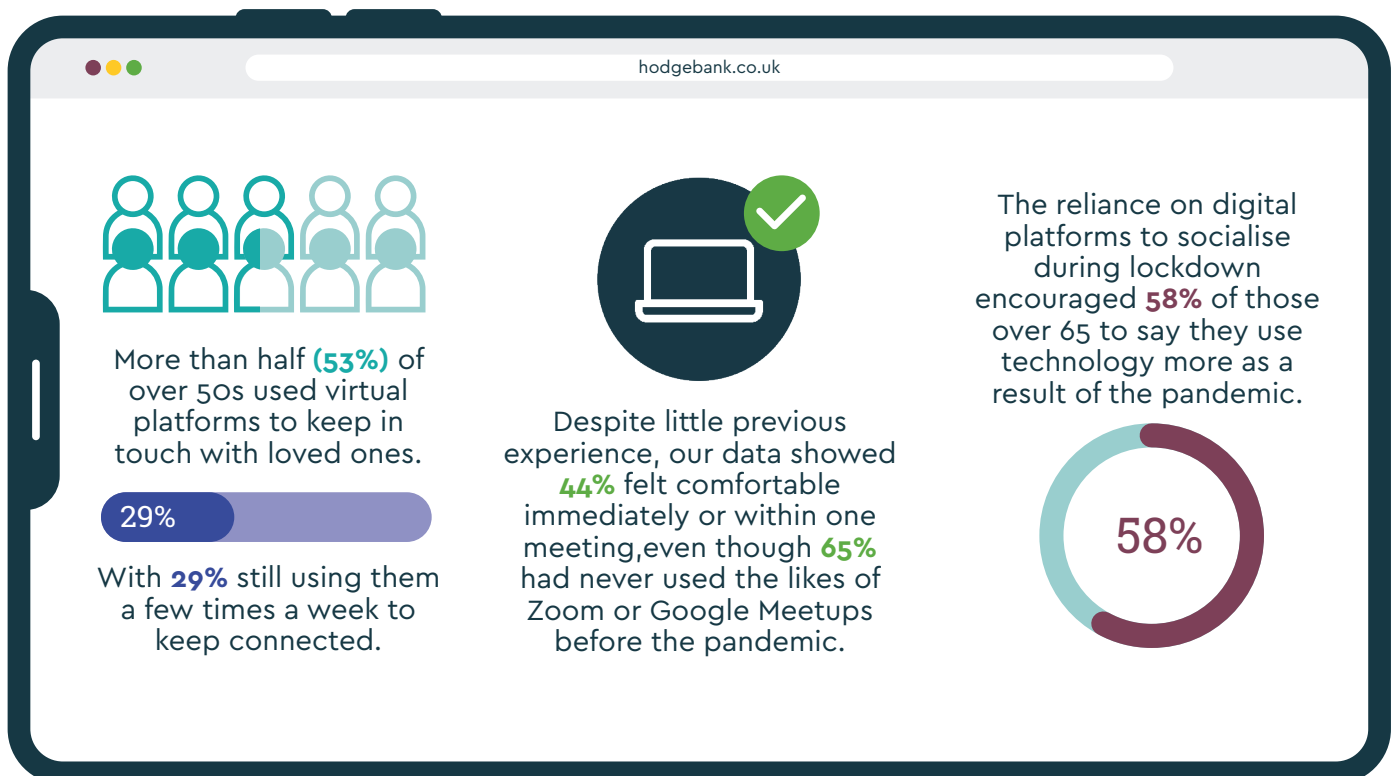 hodgebank.co.uk
More than half (53%) of
over 50s used virtual
platforms to keep in
touch with loved ones.
29%
With 29% still using them
a few times a week to
keep connected.
Despite little previous
experience, our data showed
44% felt comfortable
immediately or within one
meeting,even though 65%
had never used the likes of
Zoom or Google Meetups
before the pandemic.
The reliance on digital
platforms to socialise
during lockdown
encouraged 58% of those
over 65 to say they use
technology more as a
result of the pandemic.
58%